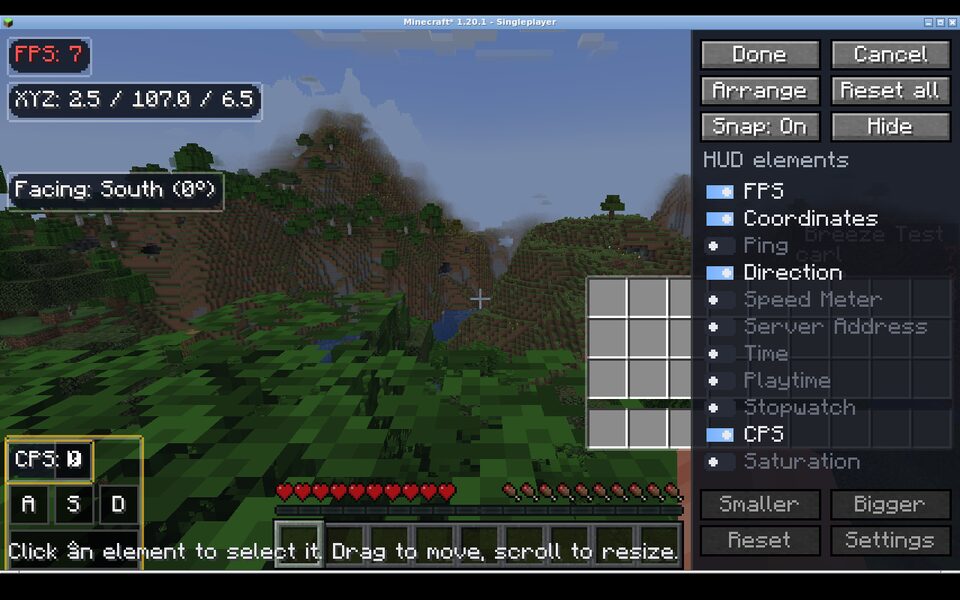 Minecraft* 1.20.1 - Singleplayer
FPS: 7
XYZ: 2.5 / 107.0 / 6.5
Facing: South (0°)
Done
Cancel
Arrange
Reset all
Snap: On
Hide
HUD elements
FPS
Coordinates
Ping
Breeze Test
carl
Direction
Speed Meter
Server Address
Time
Playtime
Stopwatch
CPS
Saturation
Smaller
Bigger
Reset
Settings
CPS: 0
A
S
D
Click an element to select it. Drag to move, scroll to resize.